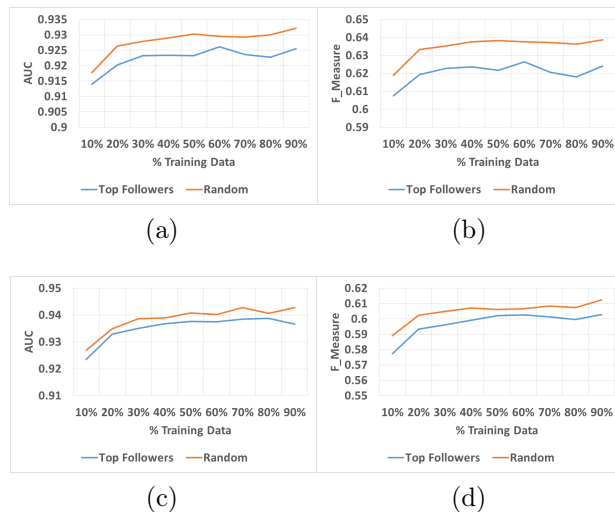 0.935
0.93
0.925
0.92
0.915
0.91
0.905
0.9
AUC
10% 20% 30% 40% 50% 60% 70% 80% 90%
% Training Data
Top Followers Random
(a)
0.65
0.64
0.63
0.62
0.61
0.6
0.59
F_Measure
10% 20% 30% 40% 50% 60% 70% 80% 90%
% Training Data
Top Followers Random
(b)
0.95
0.94
0.93
0.92
0.91
AUC
10% 20% 30% 40% 50% 60% 70% 80% 90%
% Training Data
Top Followers Random
(c)
0.62
0.61
0.6
0.59
0.58
0.57
0.56
0.55
F_Measure
10% 20% 30% 40% 50% 60% 70% 80% 90%
% Training Data
Top Followers Random
(d)